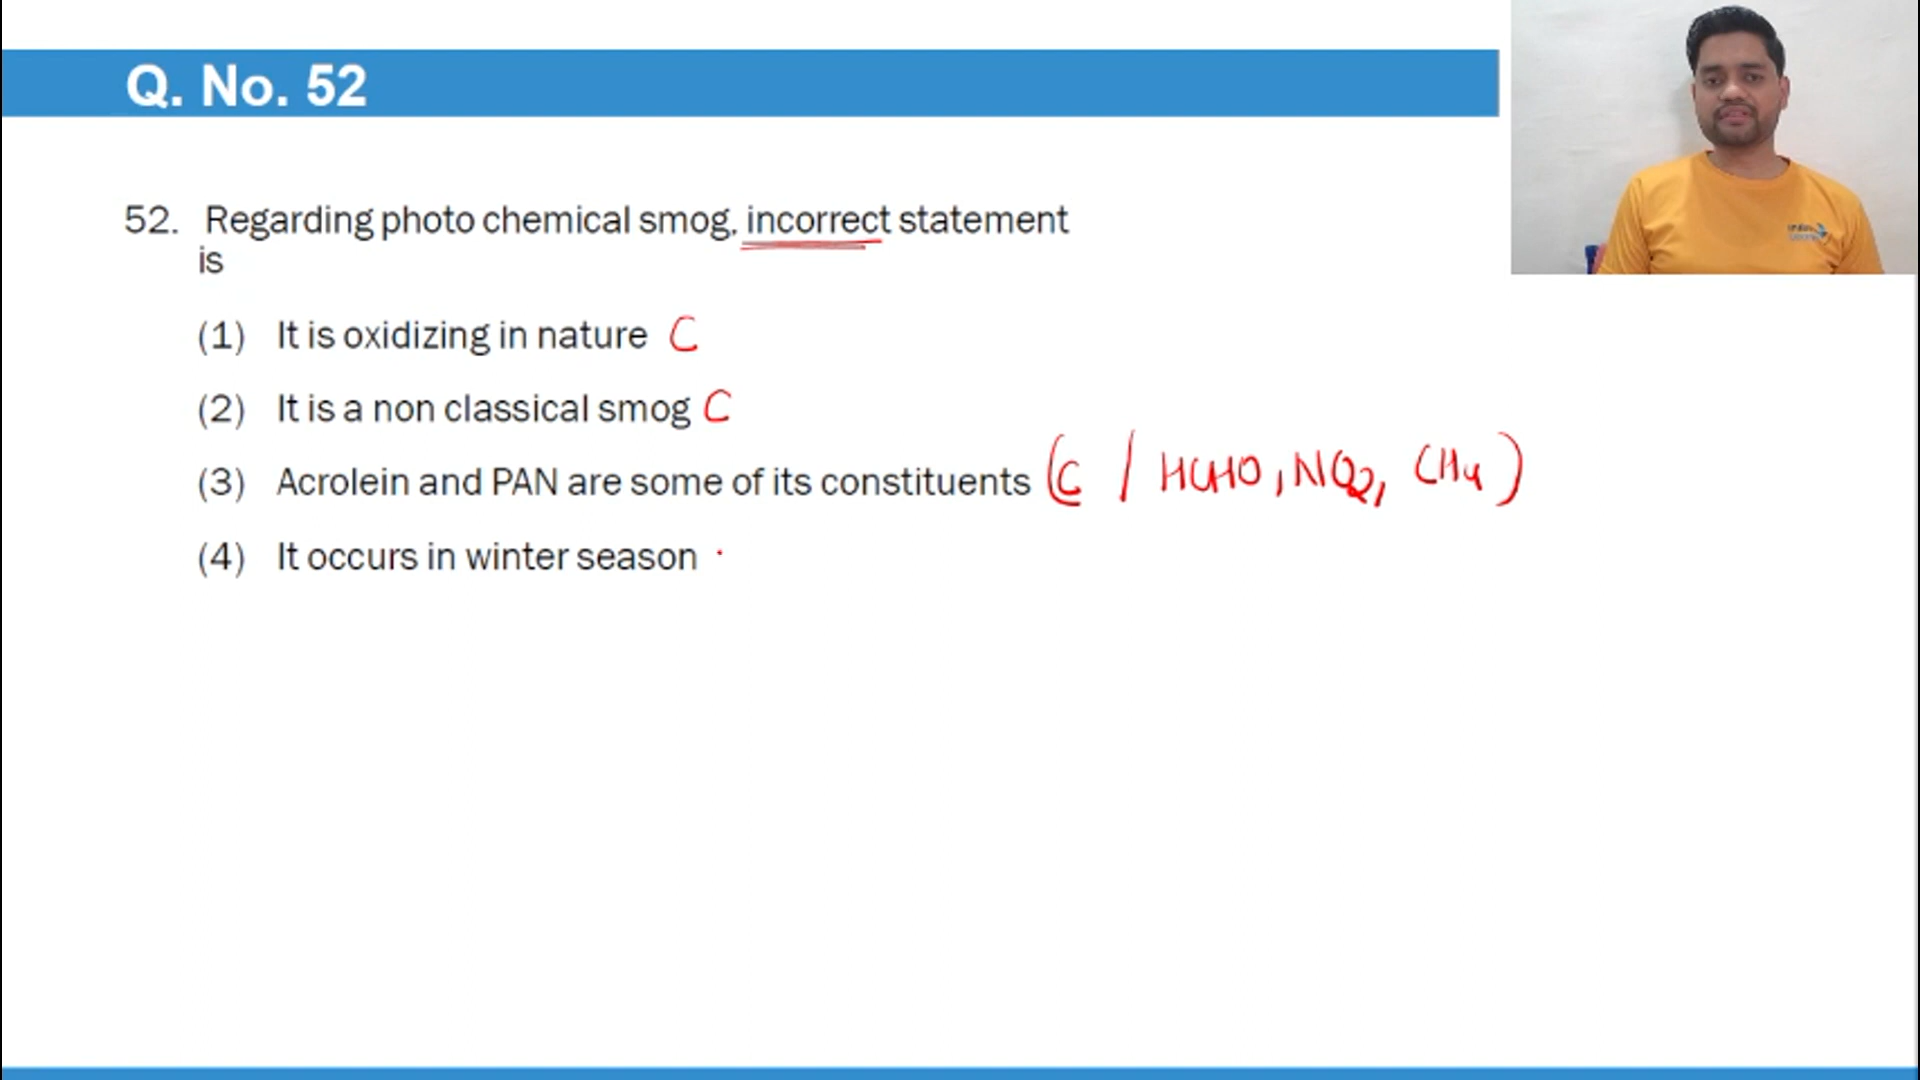 Q. No. 52
52. Regarding photo chemical smog, incorrect statement
is
(1) It is oxidizing in nature C
(2) It is a non classical smog C
(3) Acrolein and PAN are some of its constituents (C / HCHO, NO2, CH4)
(4) It occurs in winter season